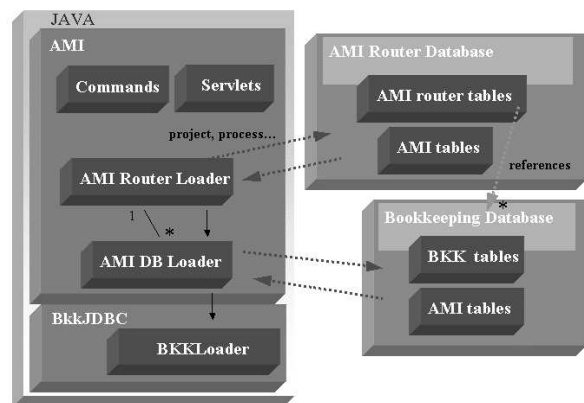 JAVA
AMI
Commands
Servlets
project, process...
AMI Router Loader
1
*
AMI DB Loader
BkkJDBC
BKKLoader
AMI Router Database
AMI router tables
AMI tables
references
*
Bookkeeping Database
BKK tables
AMI tables